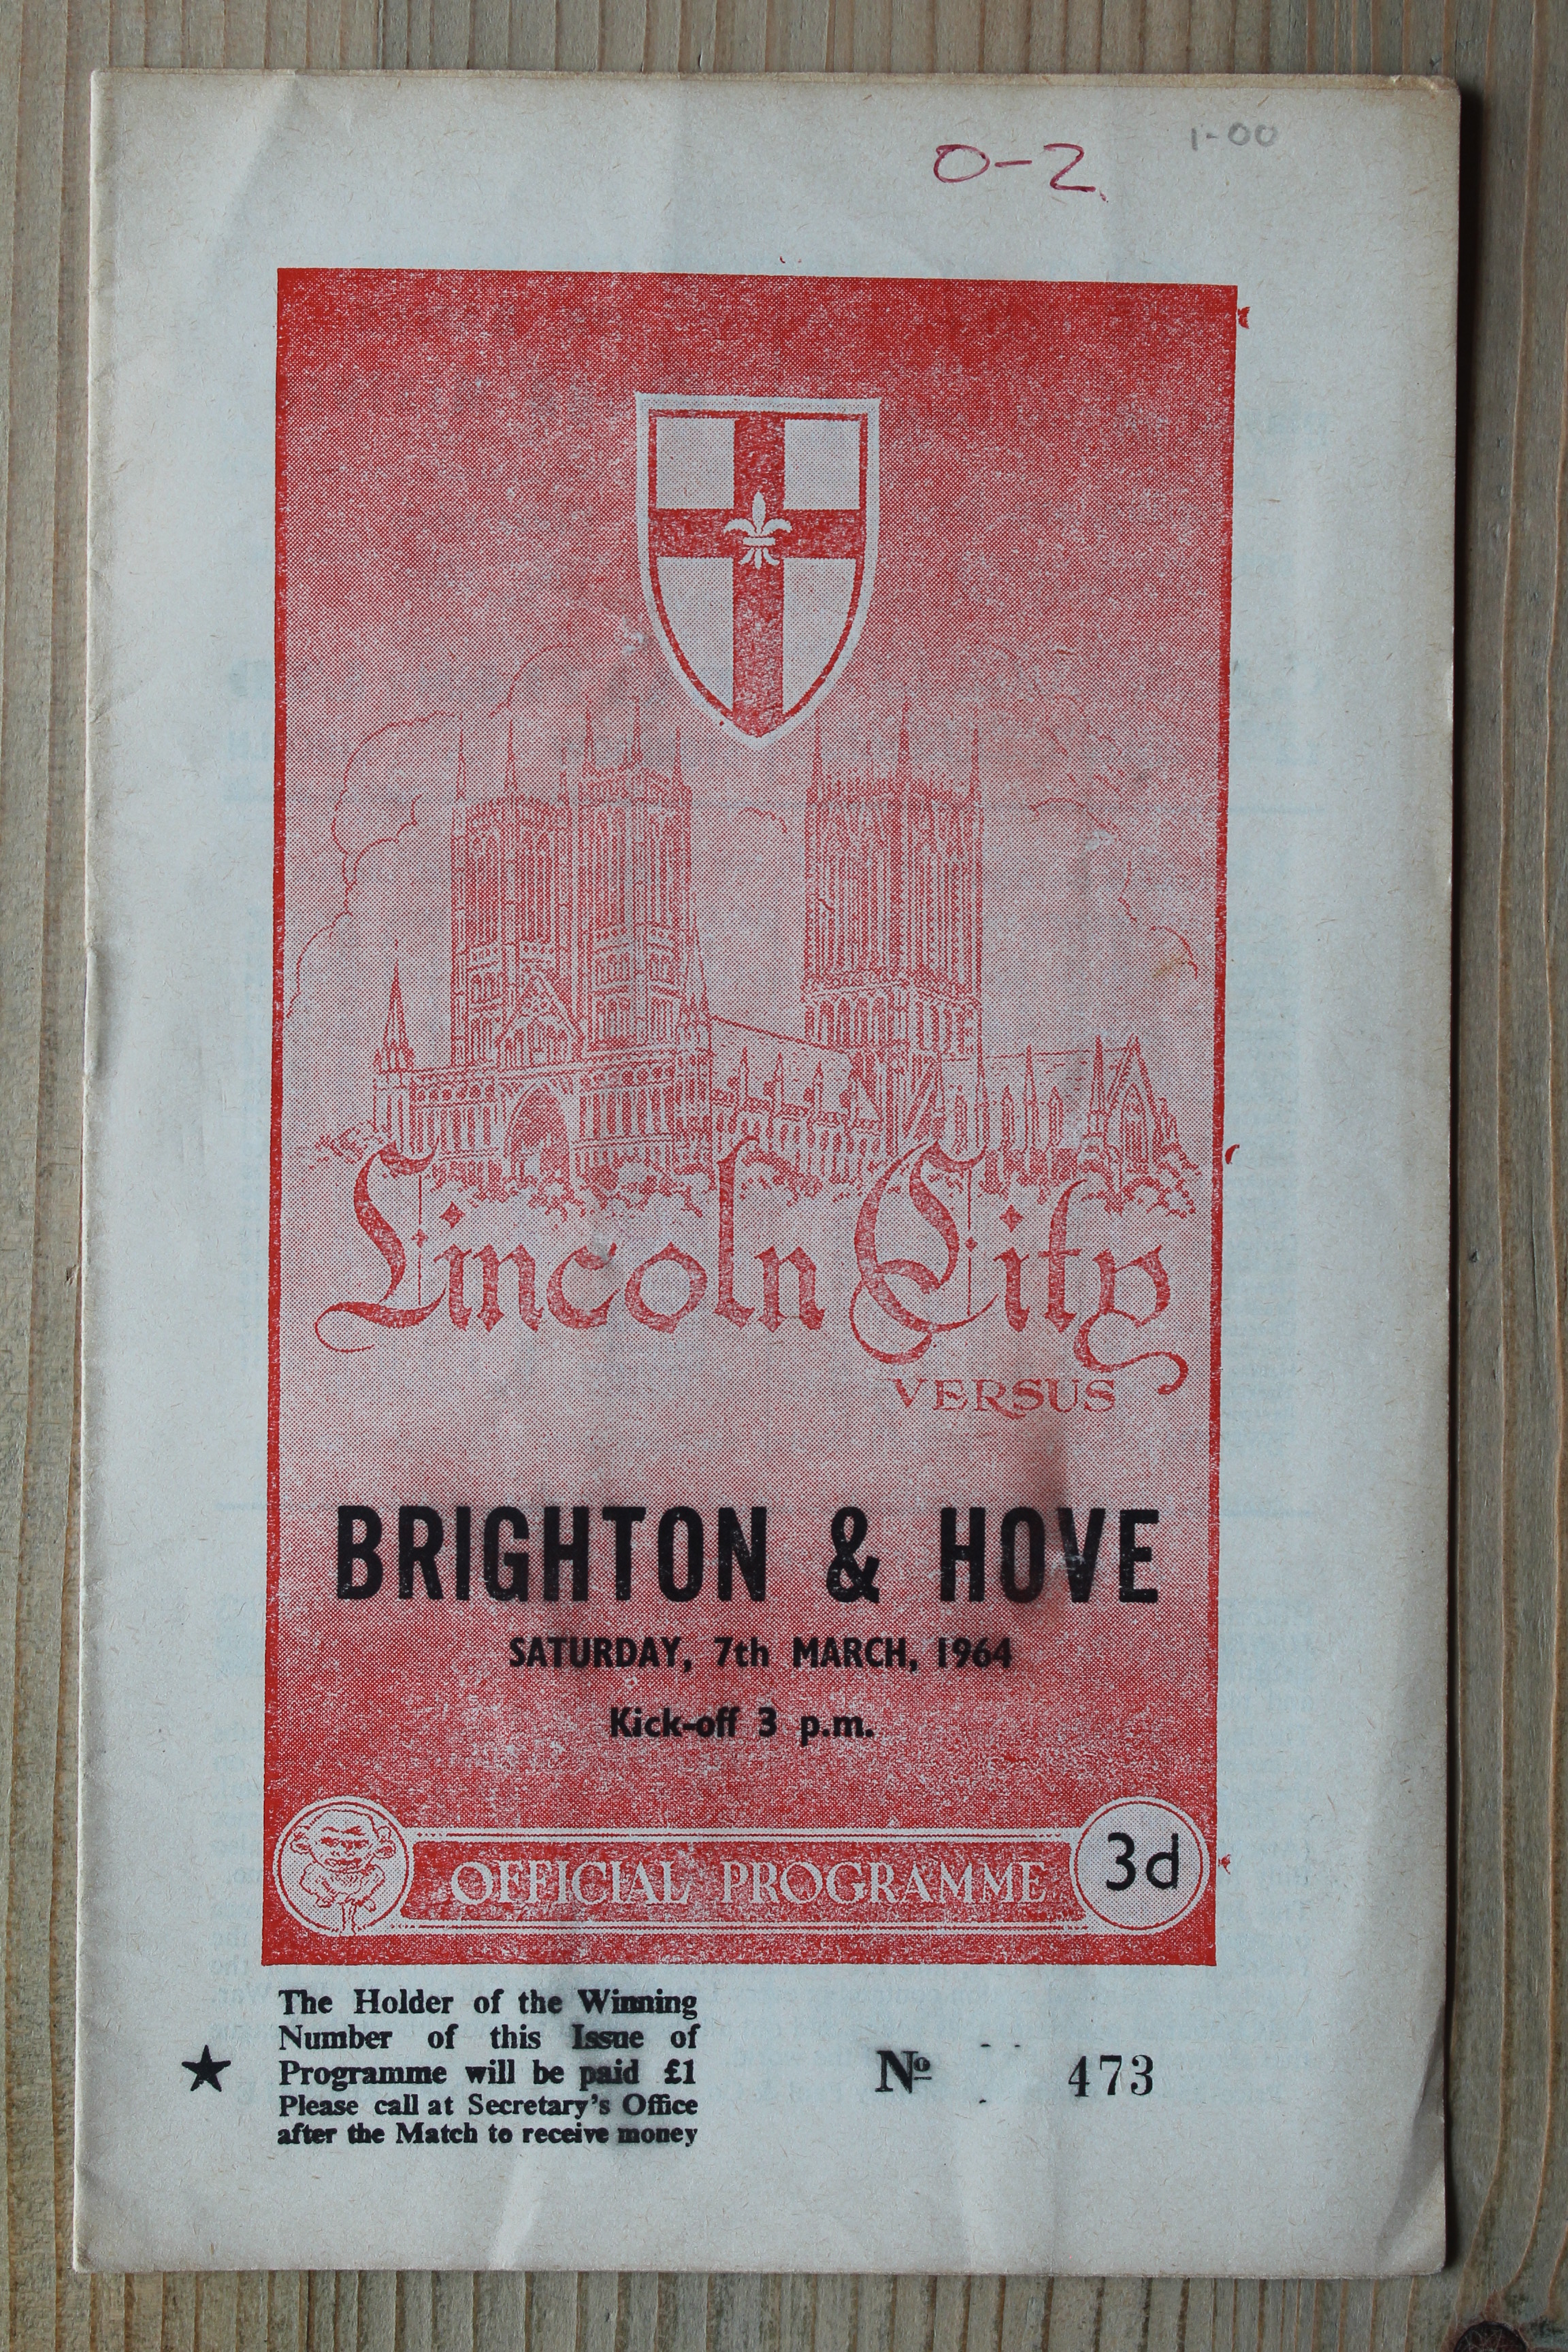 0-2
1-00
Lincoln City
VERSUS
BRIGHTON & HOVE
SATURDAY, 7th MARCH, 1964
Kick-off 3 p.m.
OFFICIAL PROGRAMME
3d
The Holder of the Winning
Number of this Issue of
Programme will be paid £1
Please call at Secretary's Office
after the Match to receive money
★
Nº 473